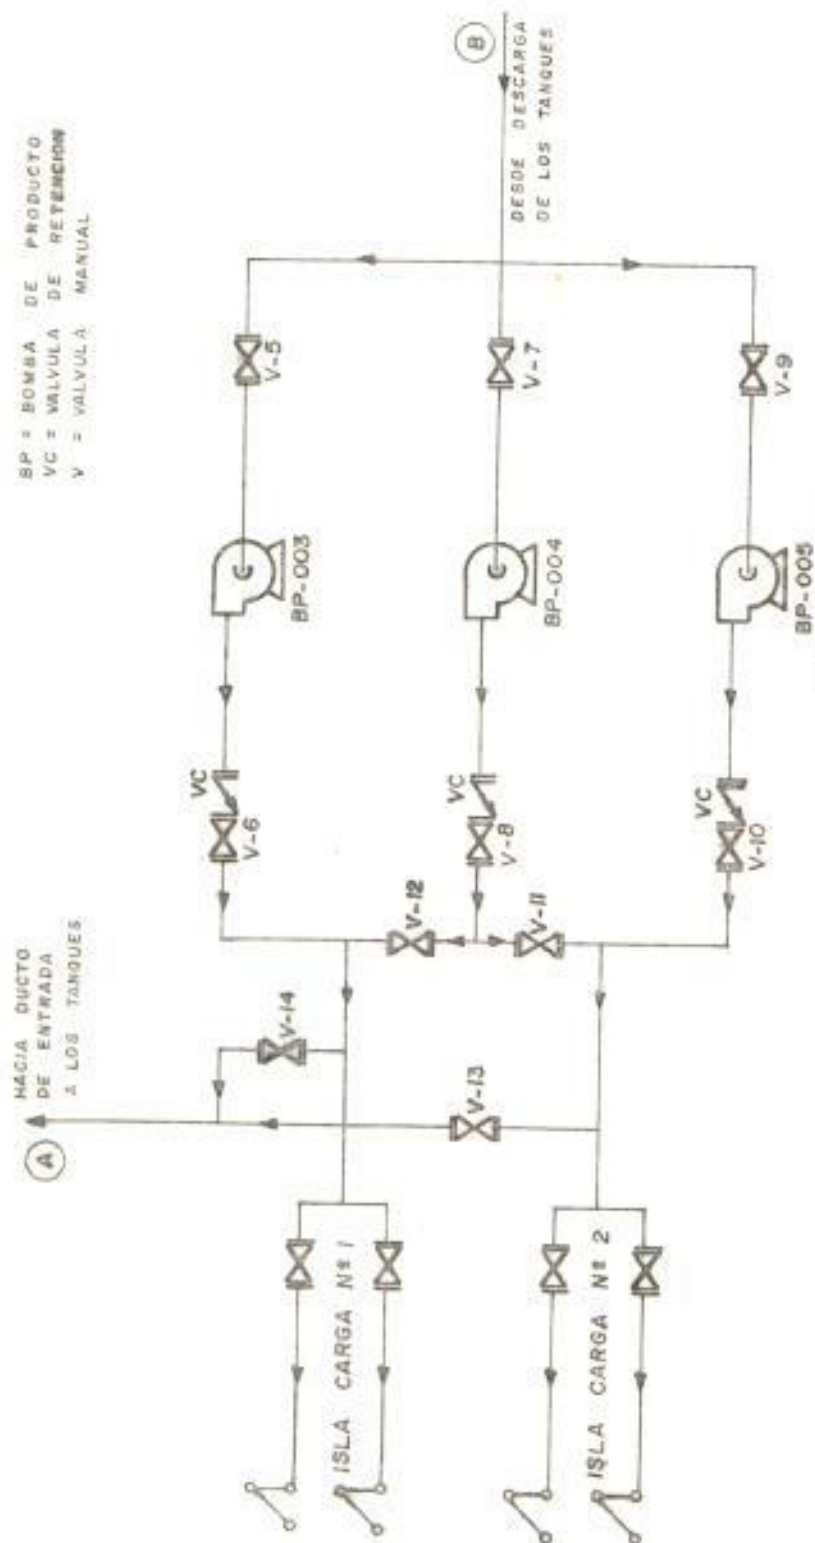 BP = BOMBA DE PRODUCTO
VC = VALVULA DE RETENCION
V = VALVULA MANUAL
B
DESDE DESCARGA
DE LOS TANQUES
V-5
V-7
V-9
BP-003
BP-004
BP-005
VC
V-6
VC
V-8
VC
V-10
V-12
V-11
HACIA DUCTO
DE ENTRADA
A LOS TANQUES
A
V-14
V-13
ISLA CARGA Nº 1
ISLA CARGA Nº 2